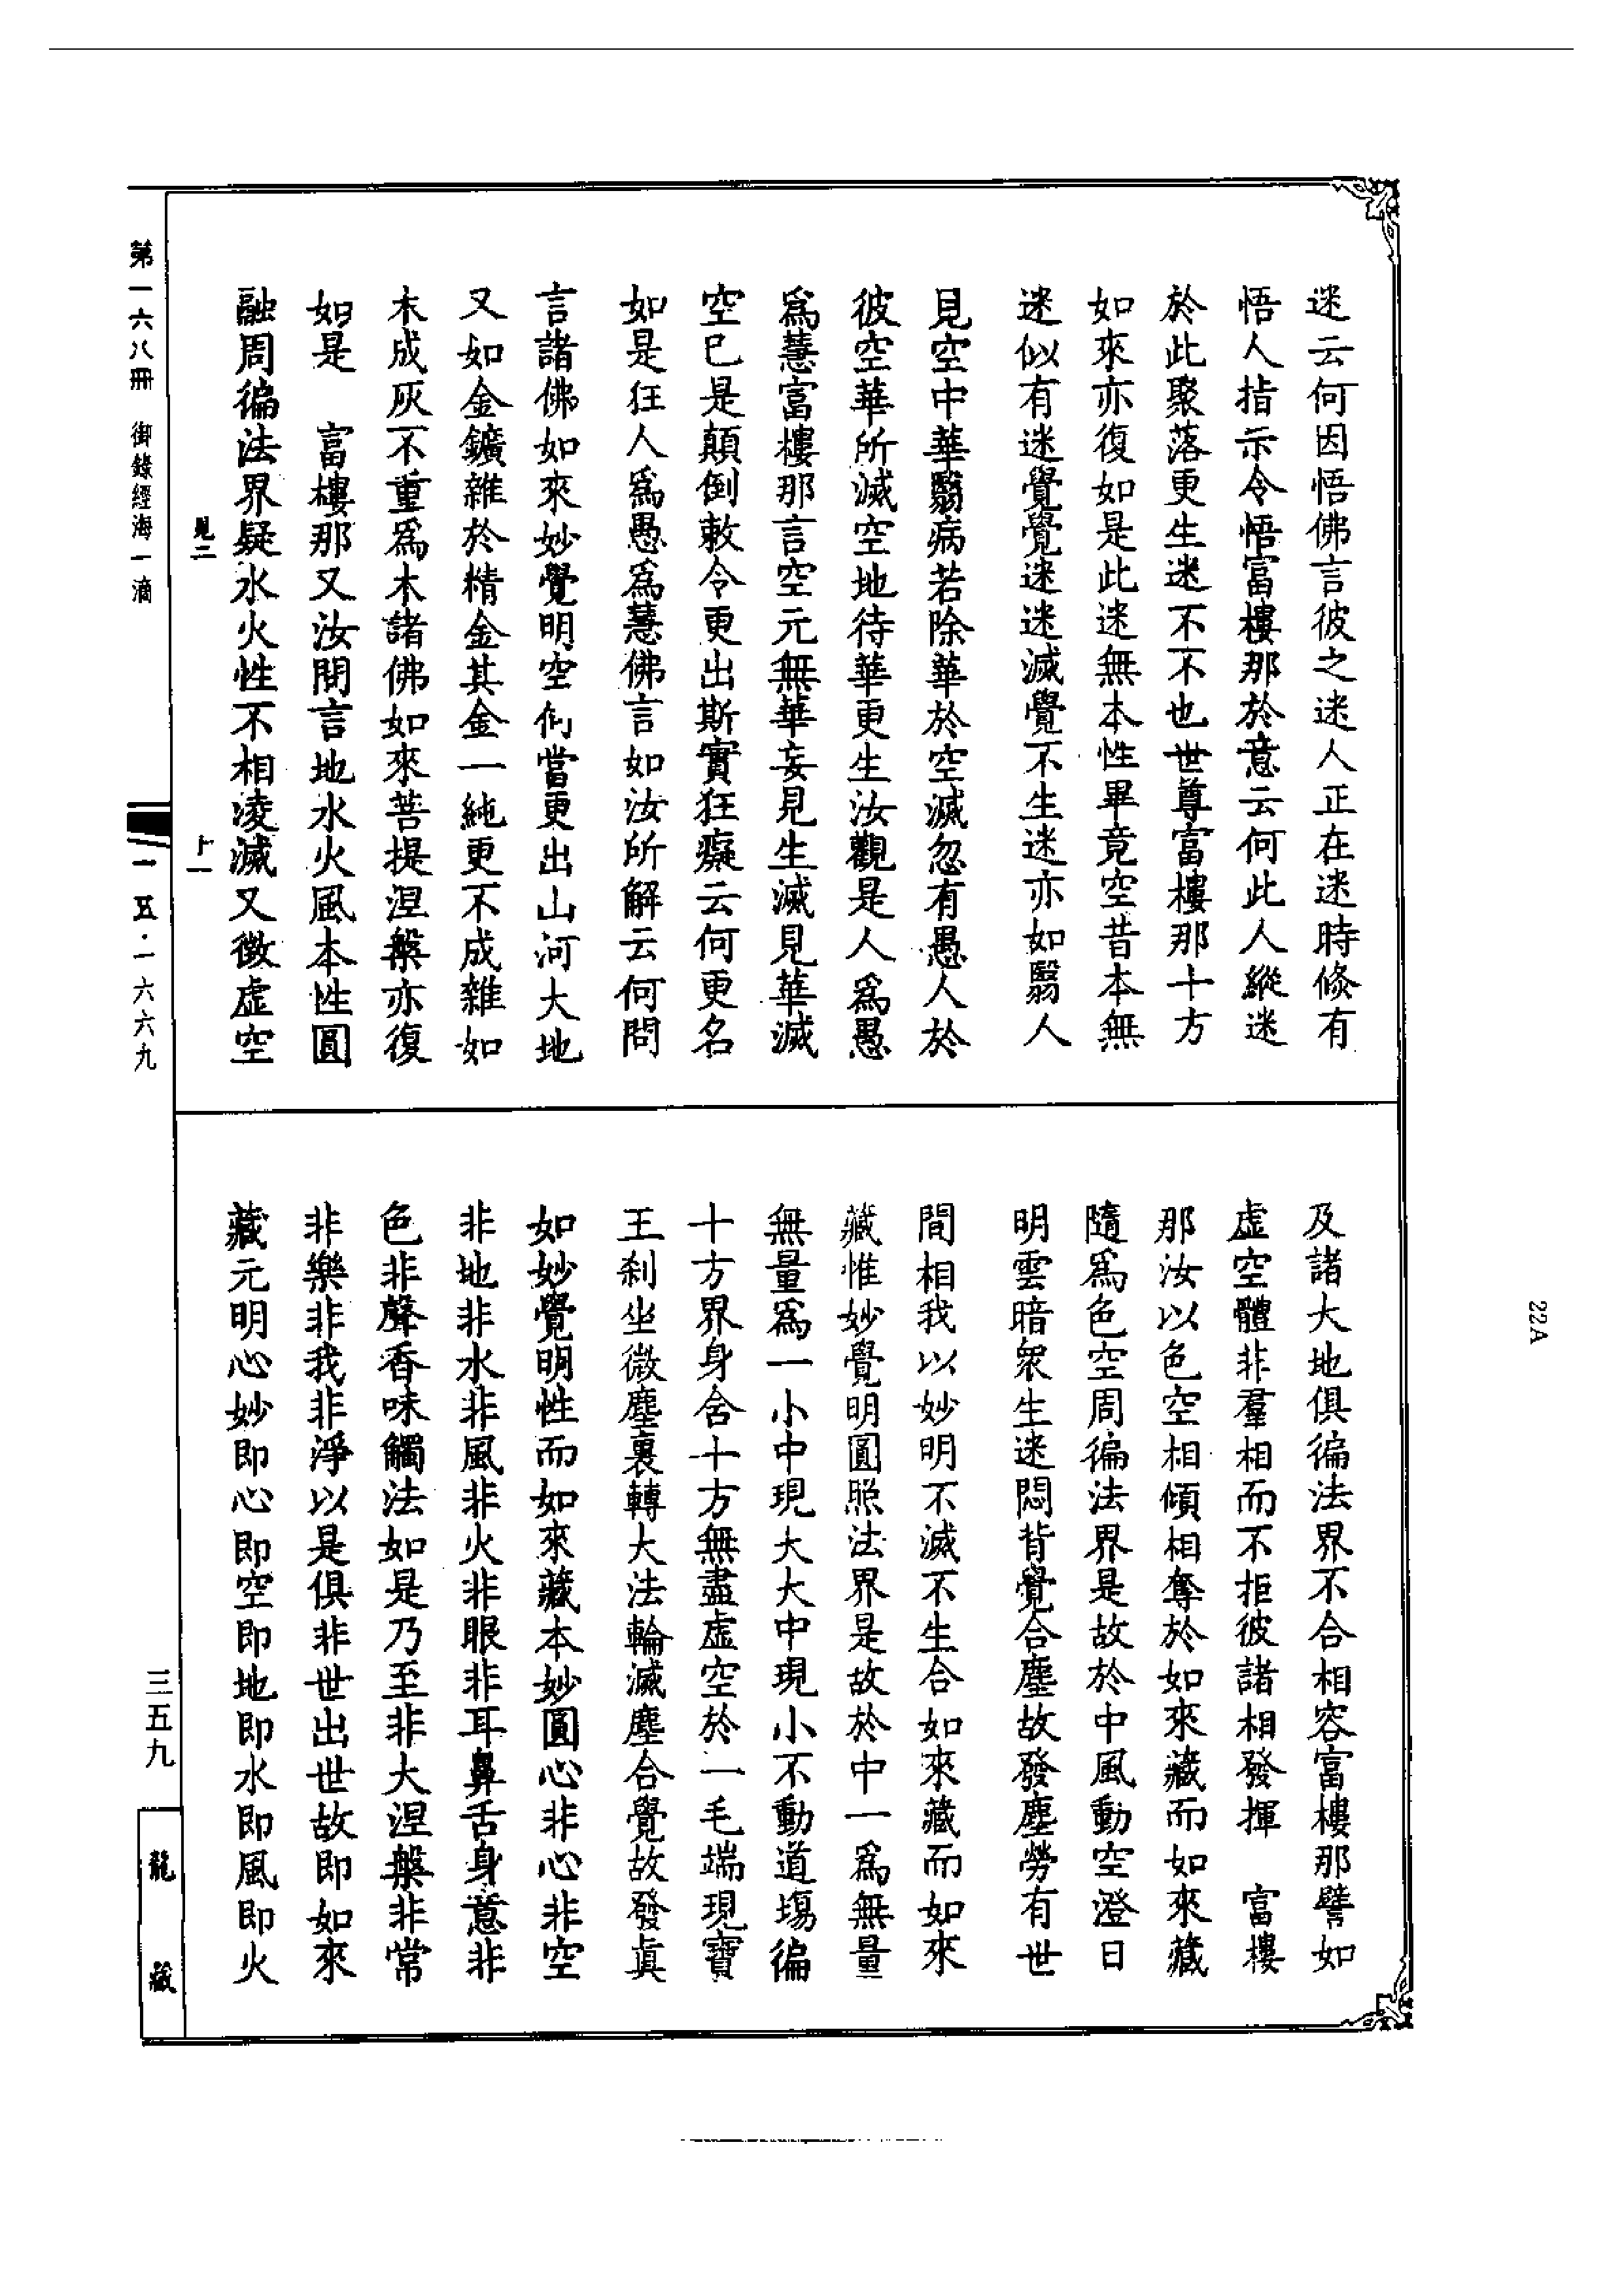 迷云何因悟佛言彼之迷人正在迷時倐有
悟人指示令悟富樓那於意云何此人縱迷
於此聚落更生迷不不也世尊富樓那十方
如來亦復如是此迷無本性畢竟空昔本無
迷似有迷覺覺迷迷滅覺不生迷亦如翳人
見空中華翳病若除華於空滅忽有愚人於
彼空華所滅空地待華更生汝觀是人爲愚
爲慧富樓那言空元無華妄見生滅見華滅
空已是顛倒敕令更出斯實狂癡云何更名
如是狂人爲愚爲慧佛言如汝所解云何問
言諸佛如來妙覺明空何當更出山河大地
又如金鑛雜於精金其金一純更不成雜如
木成灰不重爲木諸佛如來菩提涅槃亦復
如是　富樓那又汝問言地水火風本性圓
融周徧法界疑水火性不相凌滅又徵虛空
及諸大地俱徧法界不合相容富樓那譬如
虛空體非羣相而不拒彼諸相發揮　富樓
那汝以色空相傾相奪於如來藏而如來藏
隨爲色空周徧法界是故於中風動空澄日
明雲暗衆生迷悶背覺合塵故發塵勞有世
間相我以妙明不滅不生合如來藏而如來
藏惟妙覺明圓照法界是故於中一爲無量
無量爲一小中現大大中現小不動道塲徧
十方界身含十方無盡虛空於一毛端現寶
王刹坐微塵裏轉大法輪滅塵合覺故發眞
如妙覺明性而如來藏本妙圓心非心非空
非地非水非風非火非眼非耳鼻舌身意非
色非聲香味觸法如是乃至非大涅槃非常
非樂非我非淨以是俱非世出世故即如來
藏元明心妙即心即空即地即水即風即火
見二
上一
第一六八冊　御錄經海一滴
一五·一六六九
三五九
龍藏
22A